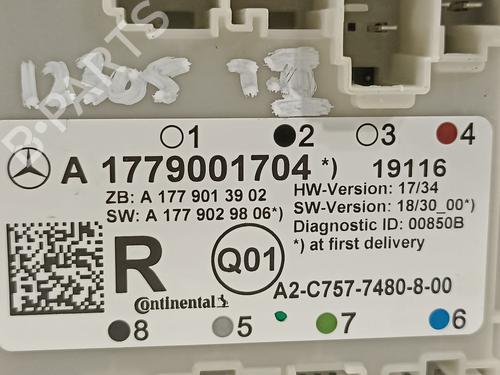 B-PARTS
1 2 3 4
A 1779001704 *) 19116
ZB: A 177 901 39 02
SW: A 177 902 98 06*)
HW-Version: 17/34
SW-Version: 18/30_00*)
Diagnostic ID: 00850B
*) at first delivery
R Q01
Continental
A2-C757-7480-8-00
8 5 7 6